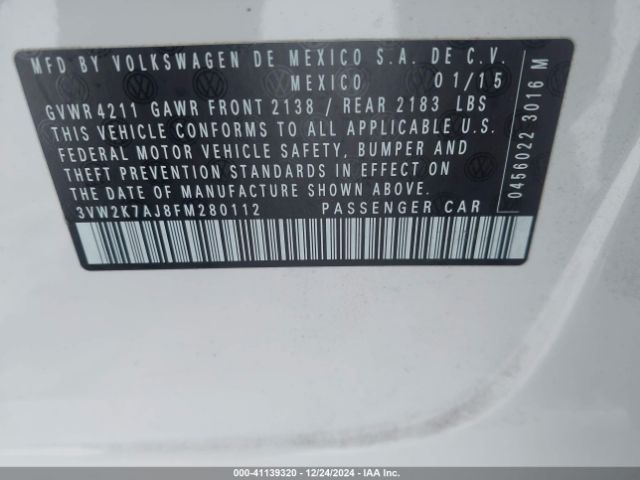 MFD BY VOLKSWAGEN DE MEXICO S.A. DE C.V.
MEXICO 01/15
GVWR 4211 GAWR FRONT 2138 / REAR 2183 LBS
THIS VEHICLE CONFORMS TO ALL APPLICABLE U.S.
FEDERAL MOTOR VEHICLE SAFETY, BUMPER AND
THEFT PREVENTION STANDARDS IN EFFECT ON
THE DATE OF MANUFACTURE SHOWN ABOVE.
3VW2K7AJ8FM280112 PASSENGER CAR
0456022 3016 M
000-41139320 - 12/24/2024 - IAA Inc.